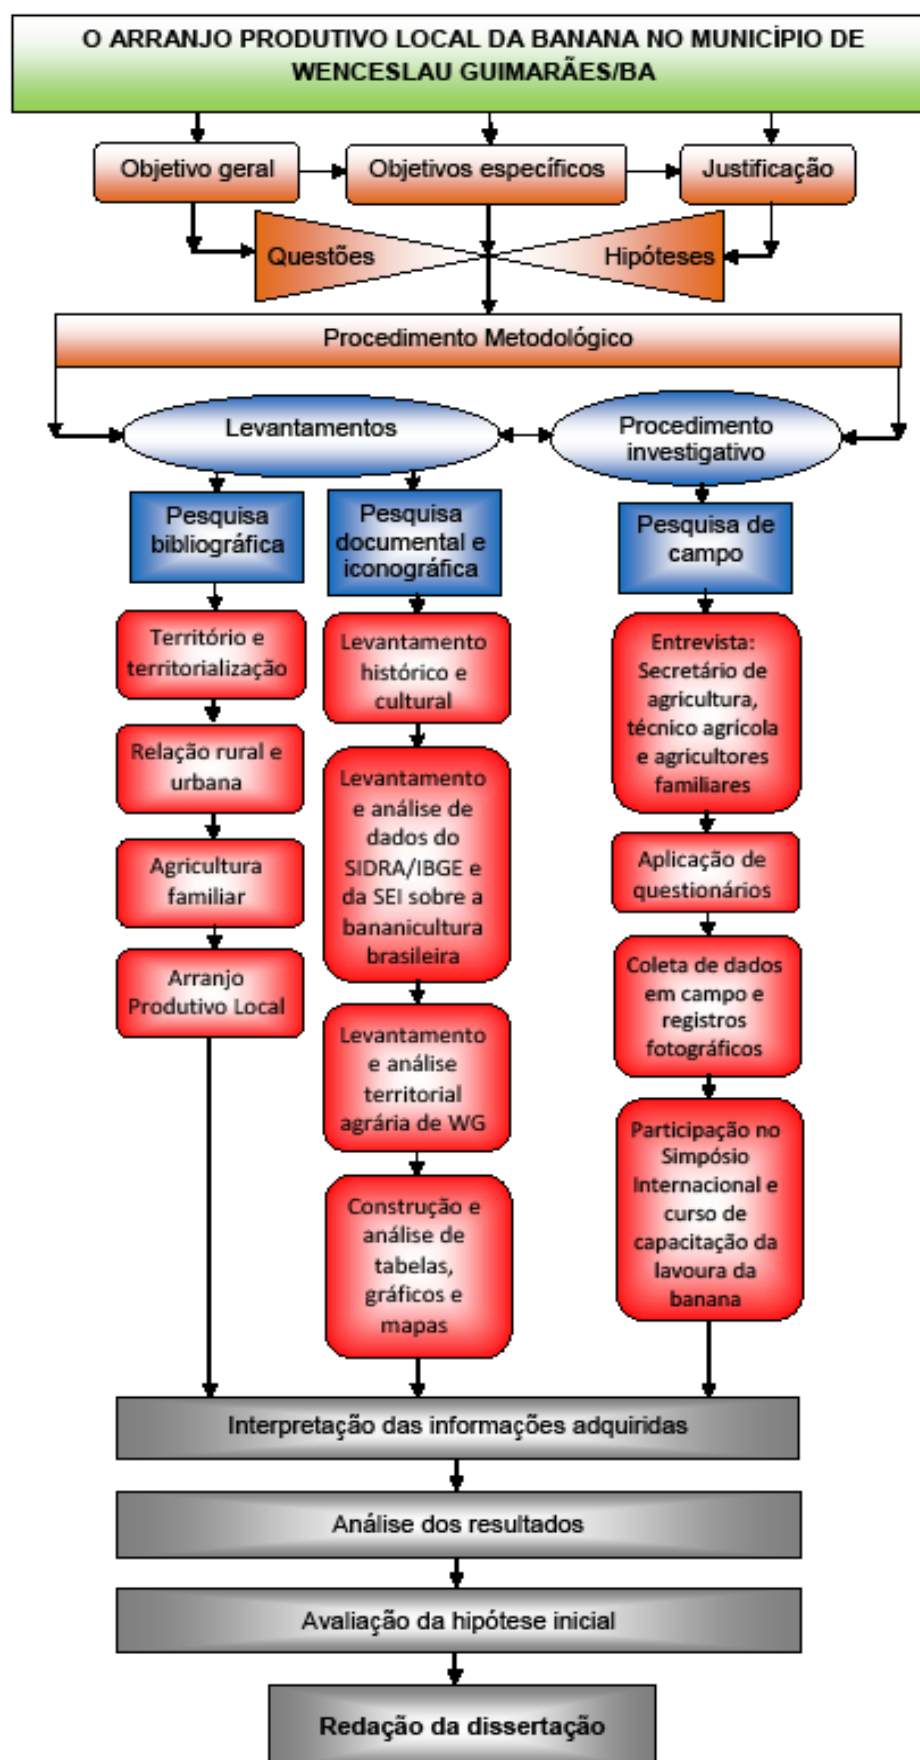 O ARRANJO PRODUTIVO LOCAL DA BANANA NO MUNICÍPIO DE
WENCESLAU GUIMARÃES/BA
Objetivo geral
Objetivos específicos
Justificação
Questões
Hipóteses
Procedimento Metodológico
Levantamentos
Procedimento
investigativo
Pesquisa
bibliográfica
Território e
territorialização
Relação rural e
urbana
Agricultura
familiar
Arranjo
Produtivo Local
Pesquisa
documental e
iconográfica
Levantamento
histórico e
cultural
Levantamento
e análise de
dados do
SIDRA/IBGE e
da SEI sobre a
bananicultura
brasileira
Levantamento
e análise
territorial
agrária de WG
Construção e
análise de
tabelas,
gráficos e
mapas
Pesquisa de
campo
Entrevista:
Secretário de
agricultura,
técnico agrícola
e agricultores
familiares
Aplicação de
questionários
Coleta de dados
em campo e
registros
fotográficos
Participação no
Simpósio
Internacional e
curso de
capacitação da
lavoura da
banana
Interpretação das informações adquiridas
Análise dos resultados
Avaliação da hipótese inicial
Redação da dissertação